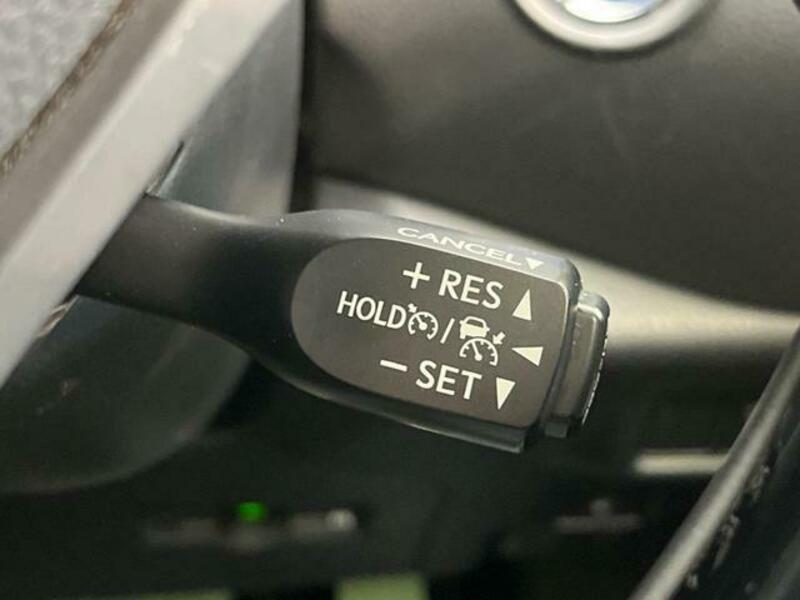 CANCEL▼
+ RES ▲
HOLD / ◀
- SET ▼